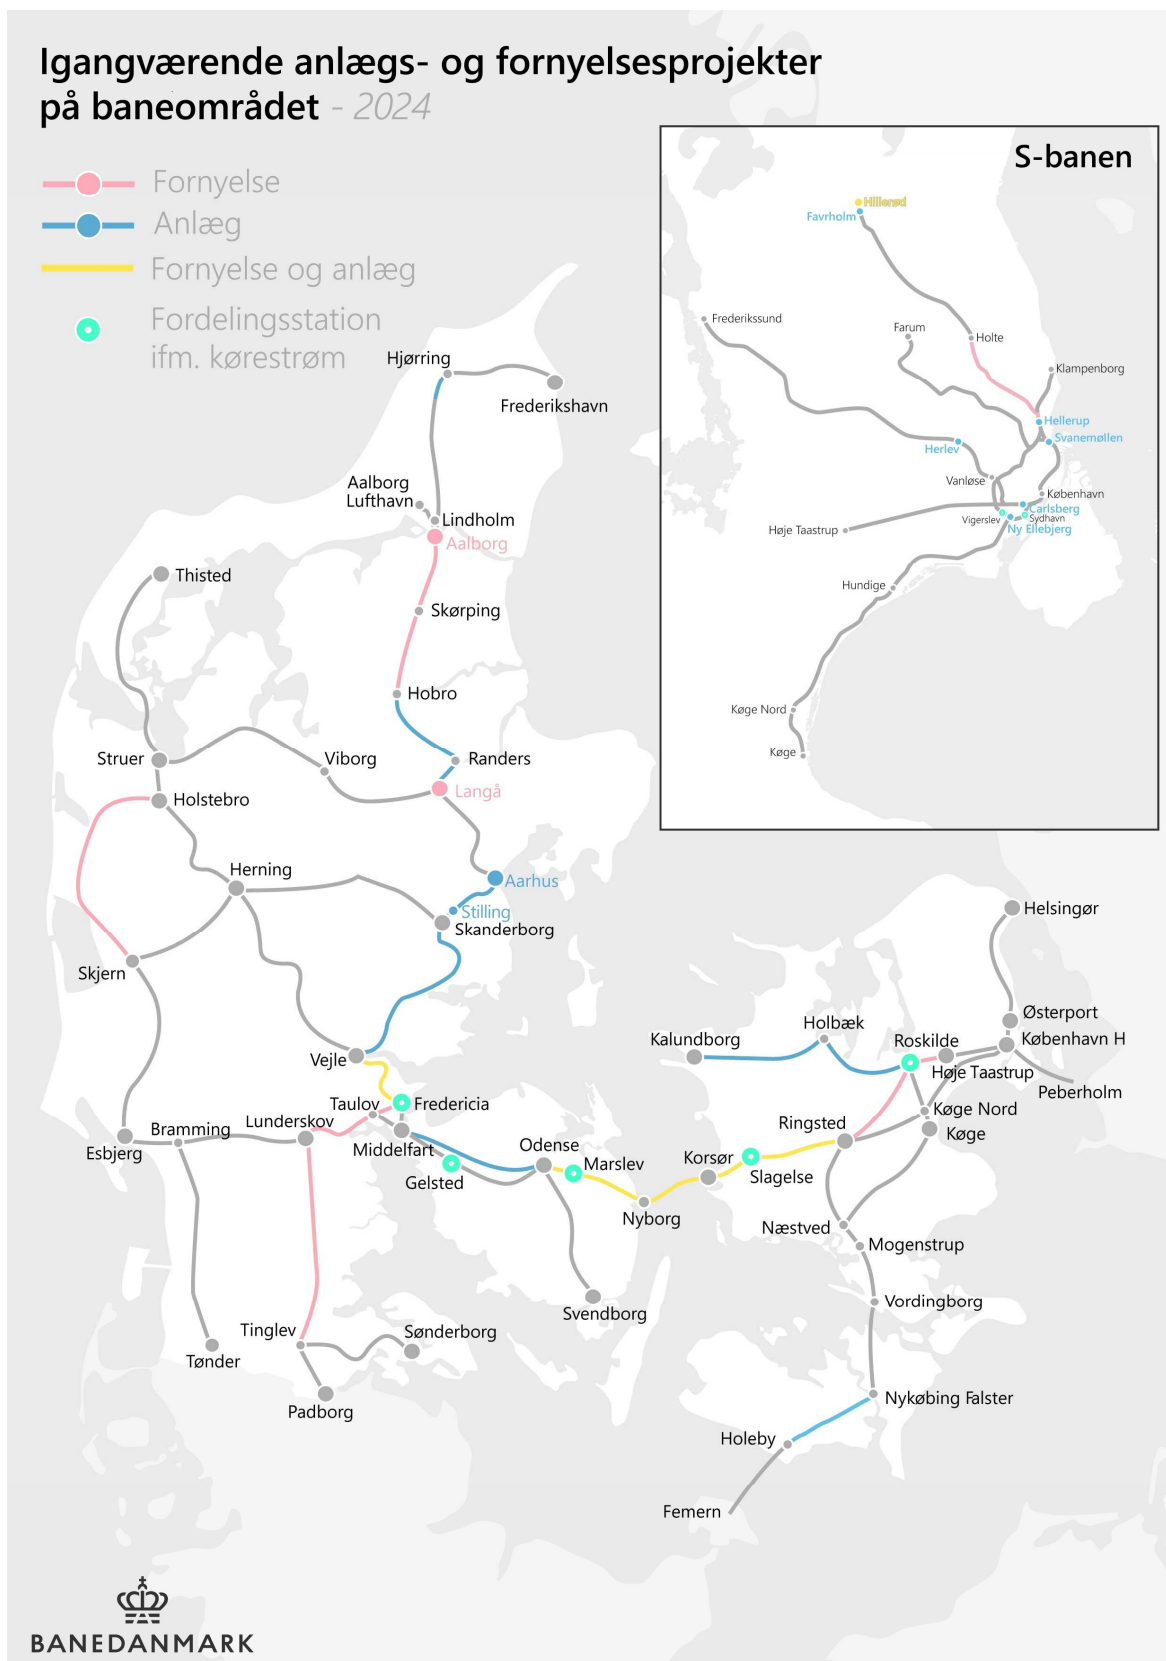 Igangværende anlægs- og fornyelsesprojekter
på baneområdet - 2024
Fornyelse
Anlæg
Fornyelse og anlæg
Fordelingsstation
ifm. kørestrøm
S-banen
Hillerød
Favrholm
Frederikssund
Farum
Holte
Klampenborg
Hellerup
Svanemøllen
Herlev
Vanløse
København
Carlsberg
Vigerslev
Sydhavn
Ny Ellebjerg
Høje Taastrup
Hundige
Køge Nord
Køge
Hjørring
Frederikshavn
Aalborg
Lufthavn
Lindholm
Aalborg
Thisted
Skørping
Hobro
Struer
Viborg
Randers
Langå
Holstebro
Herning
Aarhus
Stilling
Skanderborg
Skjern
Vejle
Taulov
Fredericia
Lunderskov
Bramming
Esbjerg
Middelfart
Gelsted
Odense
Marslev
Nyborg
Svendborg
Tinglev
Sønderborg
Tønder
Padborg
Helsingør
Østerport
København H
Holbæk
Kalundborg
Roskilde
Høje Taastrup
Peberholm
Køge Nord
Køge
Ringsted
Korsør
Slagelse
Næstved
Mogenstrup
Vordingborg
Nykøbing Falster
Holeby
Femern
BANEDANMARK